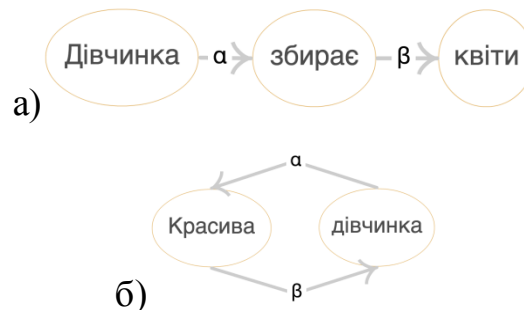 Дівчинка α збирає β квіти
а)
α
Красива дівчинка
β
б)